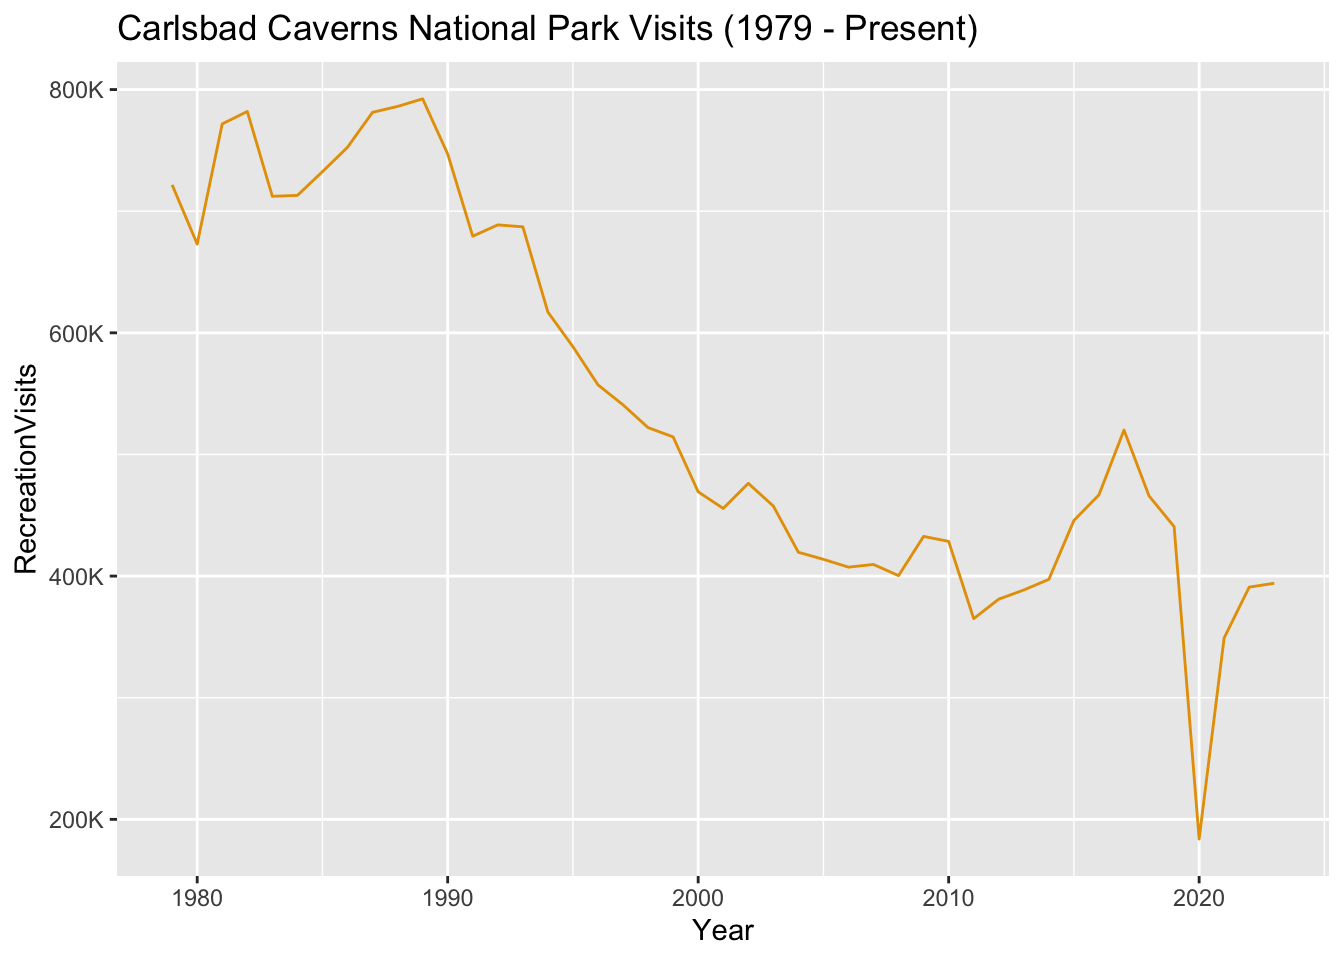 Carlsbad Caverns National Park Visits (1979 - Present)
800K
600K
400K
200K
RecreationVisits
1980 1990 2000 2010 2020
Year